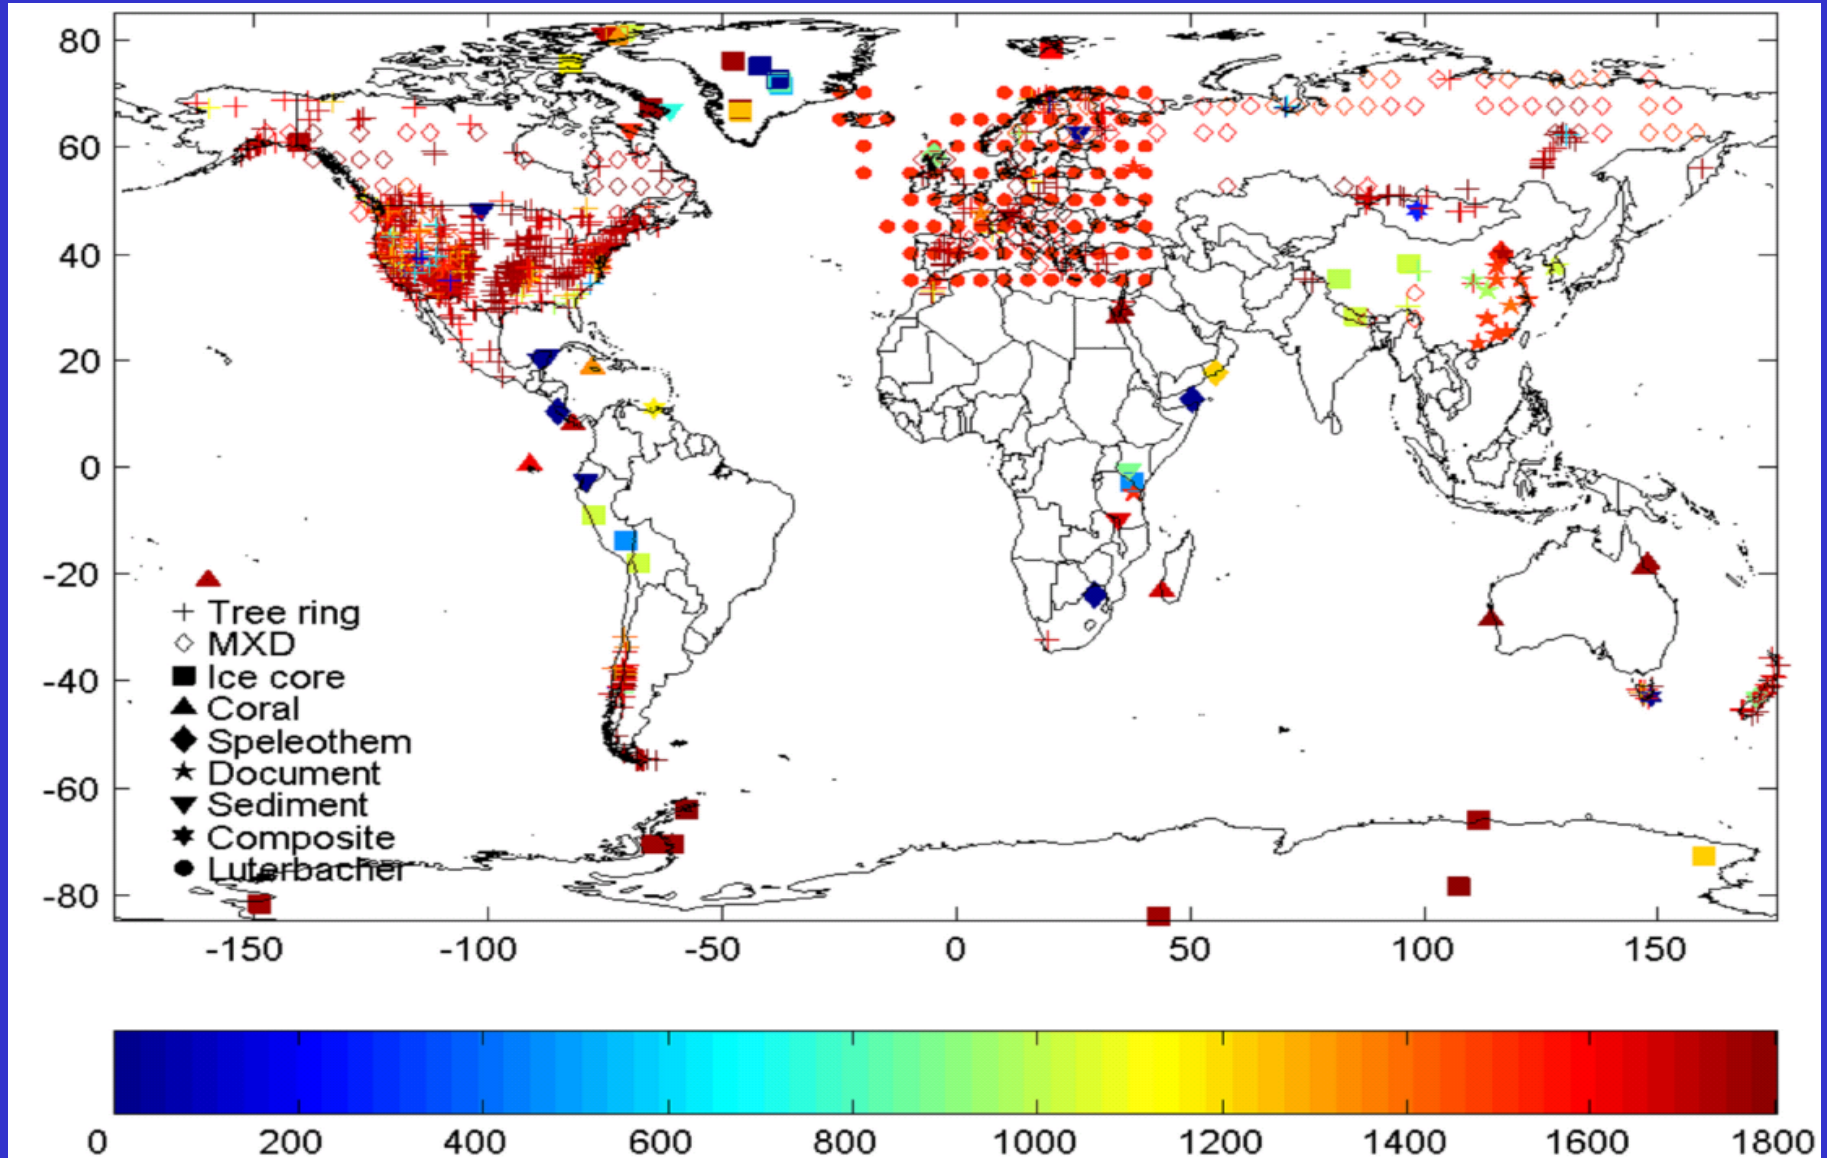 80
60
40
20
0
-20
-40
-60
-80
Tree ring
MXD
Ice core
Coral
Speleothem
Document
Sediment
Composite
Luterbacher
-150 -100 -50 0 50 100 150
0 200 400 600 800 1000 1200 1400 1600 1800